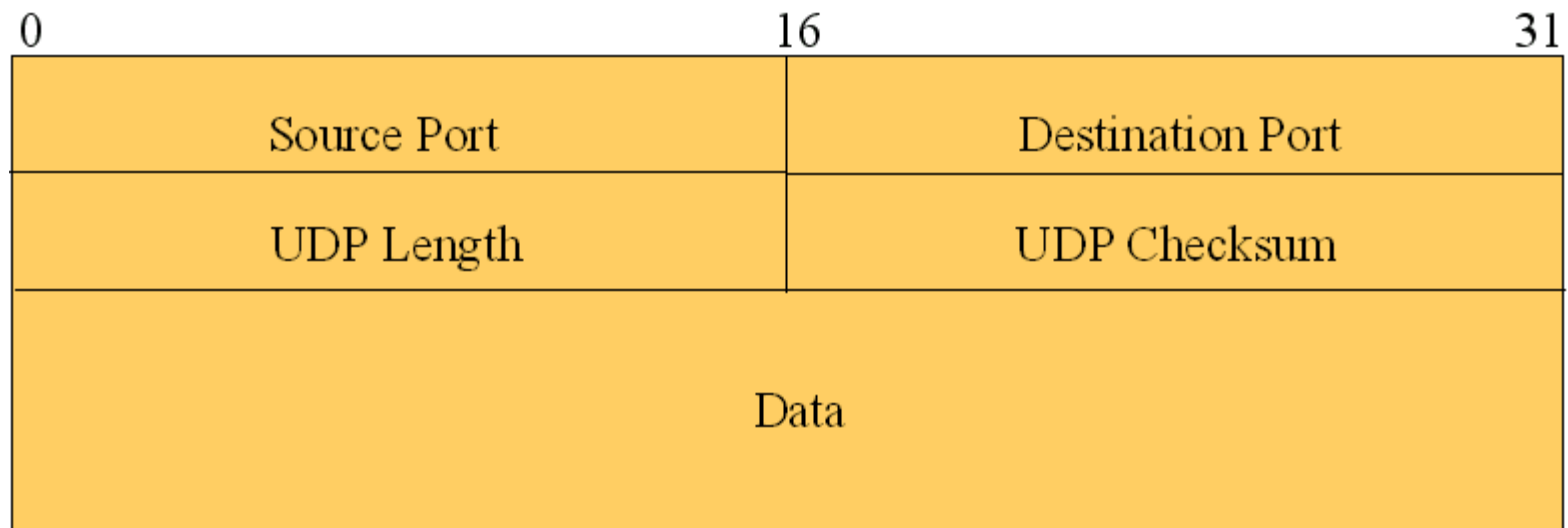 0 16 31
Source Port Destination Port
UDP Length UDP Checksum
Data